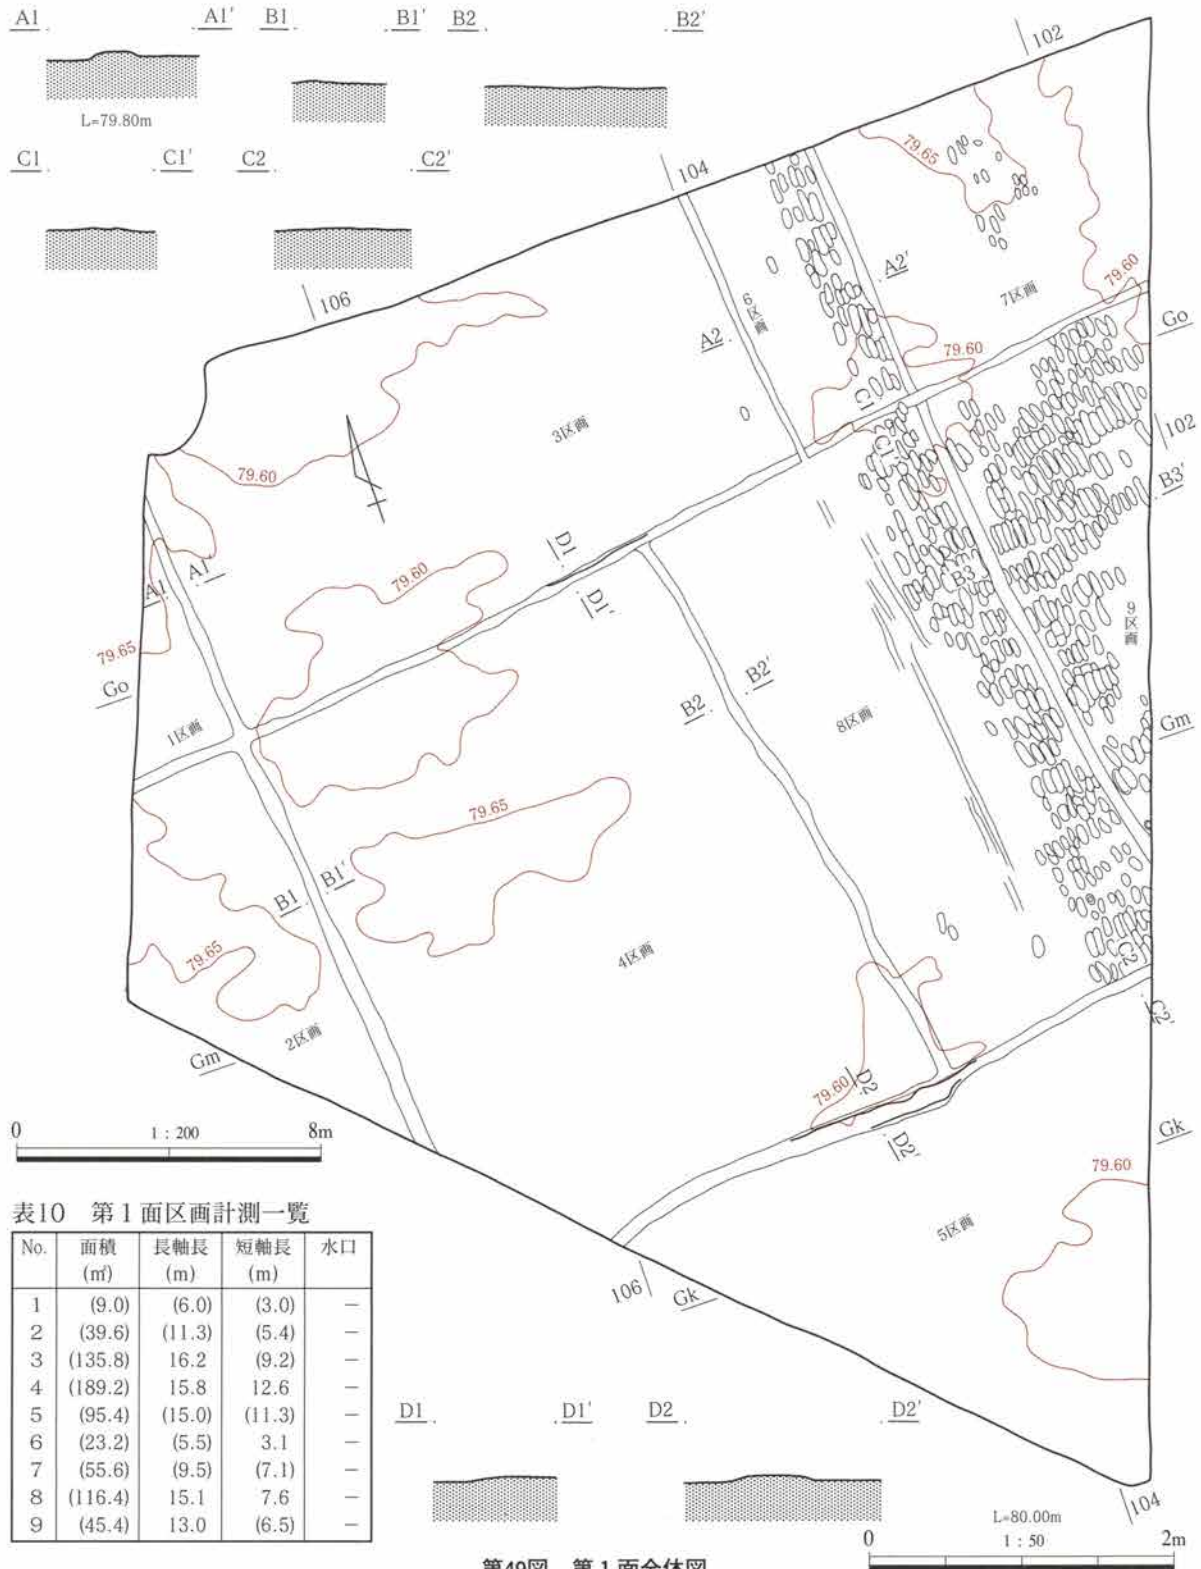 A1 A1' B1 B1' B2 B2'
L=79.80m
C1 C1' C2 C2'
102
104
106
79.65
79.60
7区画
Go
A2'
A2
6区画
79.60
C1
C1'
102
B3'
3区画
79.60
D1
D1'
79.60
A1
A1'
79.65
Go
B3
9区画
B2'
B2
8区画
Gm
1区画
79.65
B1
B1'
4区画
79.65
2区画
Gm
C2
C2'
79.60
D2
D2'
Gk
79.60
5区画
106
Gk
104
0 1:200 8m
表10 第1面区画計測一覧
No. 面積 長軸長 短軸長 水口
(㎡) (m) (m)
1 (9.0) (6.0) (3.0) −
2 (39.6) (11.3) (5.4) −
3 (135.8) 16.2 (9.2) −
4 (189.2) 15.8 12.6 −
5 (95.4) (15.0) (11.3) −
6 (23.2) (5.5) 3.1 −
7 (55.6) (9.5) (7.1) −
8 (116.4) 15.1 7.6 −
9 (45.4) 13.0 (6.5) −
D1 D1' D2 D2'
L=80.00m
0 1:50 2m
第49図 第1面全体図